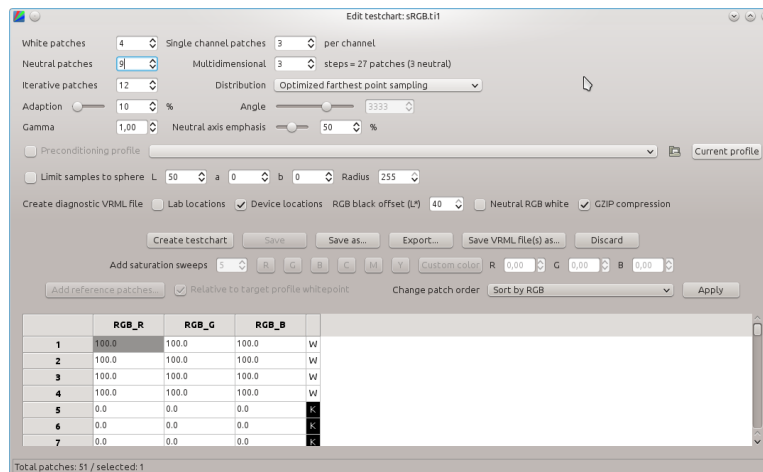 Edit testchart: sRGB.ti1
White patches 4 Single channel patches 3 per channel
Neutral patches 9 Multidimensional 3 steps = 27 patches (3 neutral)
Iterative patches 12 Distribution Optimized farthest point sampling
Adaption 10 % Angle 3333
Gamma 1,00 Neutral axis emphasis 50 %
Preconditioning profile Current profile
Limit samples to sphere L 50 a 0 b 0 Radius 255
Create diagnostic VRML file Lab locations Device locations RGB black offset (L*) 40 Neutral RGB white GZIP compression
Create testchart Save Save as... Export... Save VRML file(s) as... Discard
Add saturation sweeps 5 R G B C M Y Custom color R 0,00 G 0,00 B 0,00
Add reference patches... Relative to target profile whitepoint Change patch order Sort by RGB Apply
RGB_R RGB_G RGB_B
1 100.0 100.0 100.0 W
2 100.0 100.0 100.0 W
3 100.0 100.0 100.0 W
4 100.0 100.0 100.0 W
5 0.0 0.0 0.0 K
6 0.0 0.0 0.0 K
7 0.0 0.0 0.0 K
Total patches: 51 / selected: 1